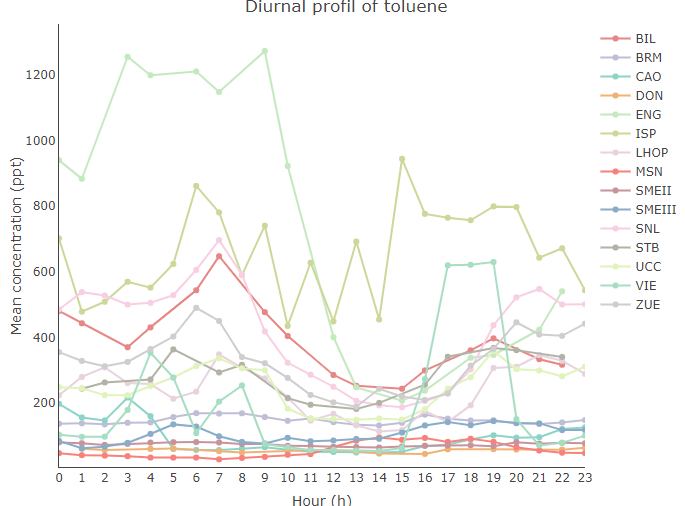 Diurnal profil of toluene
Mean concentration (ppt)
1200
1000
800
600
400
200
0 1 2 3 4 5 6 7 8 9 10 11 12 13 14 15 16 17 18 19 20 21 22 23
Hour (h)
BIL
BRM
CAO
DON
ENG
ISP
LHOP
MSN
SMEII
SMEIII
SNL
STB
UCC
VIE
ZUE